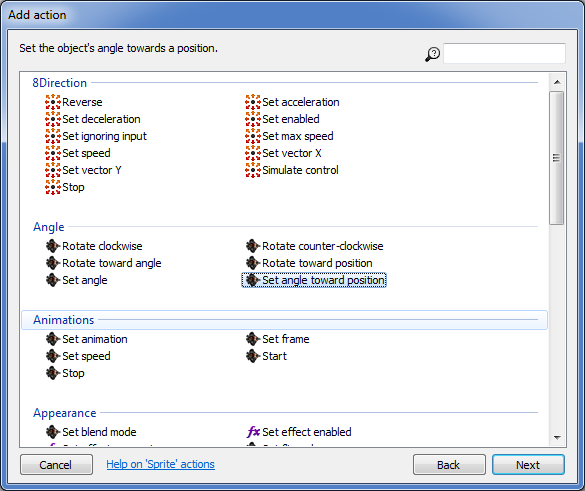 Add action
Set the object's angle towards a position.
8Direction
Reverse Set acceleration
Set deceleration Set enabled
Set ignoring input Set max speed
Set speed Set vector X
Set vector Y Simulate control
Stop
Angle
Rotate clockwise Rotate counter-clockwise
Rotate toward angle Rotate toward position
Set angle Set angle toward position
Animations
Set animation Set frame
Set speed Start
Stop
Appearance
Set blend mode fx Set effect enabled
Cancel Help on 'Sprite' actions Back Next